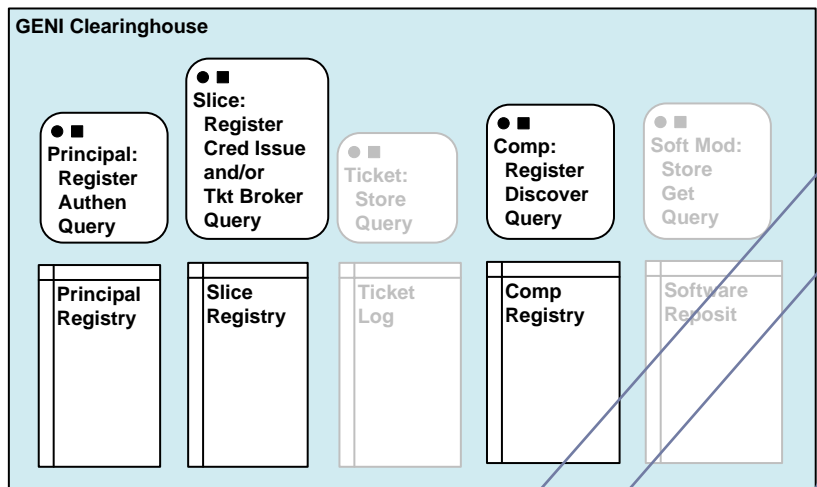 GENI Clearinghouse
Principal:
Register
Authen
Query
Slice:
Register
Cred Issue
and/or
Tkt Broker
Query
Ticket:
Store
Query
Comp:
Register
Discover
Query
Soft Mod:
Store
Get
Query
Principal
Registry
Slice
Registry
Ticket
Log
Comp
Registry
Software
Reposit